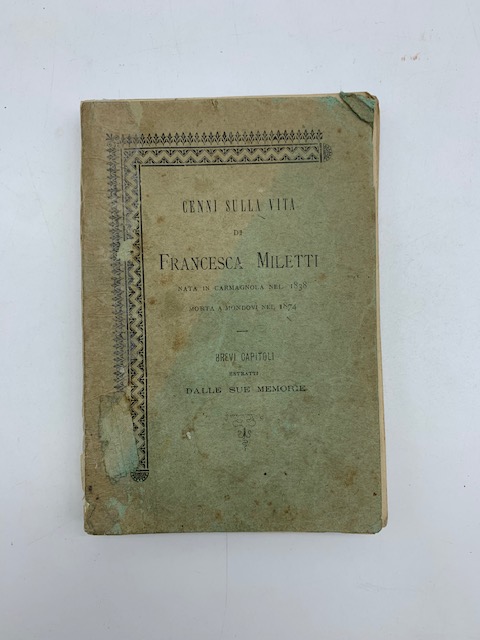 CENNI SULLA VITA
DI
FRANCESCA MILETTI
NATA IN CARMAGNOLA NEL 1838
MORTA A MONDOVÌ NEL 1874
BREVI CAPITOLI
ESTRATTI
DALLE SUE MEMORIE